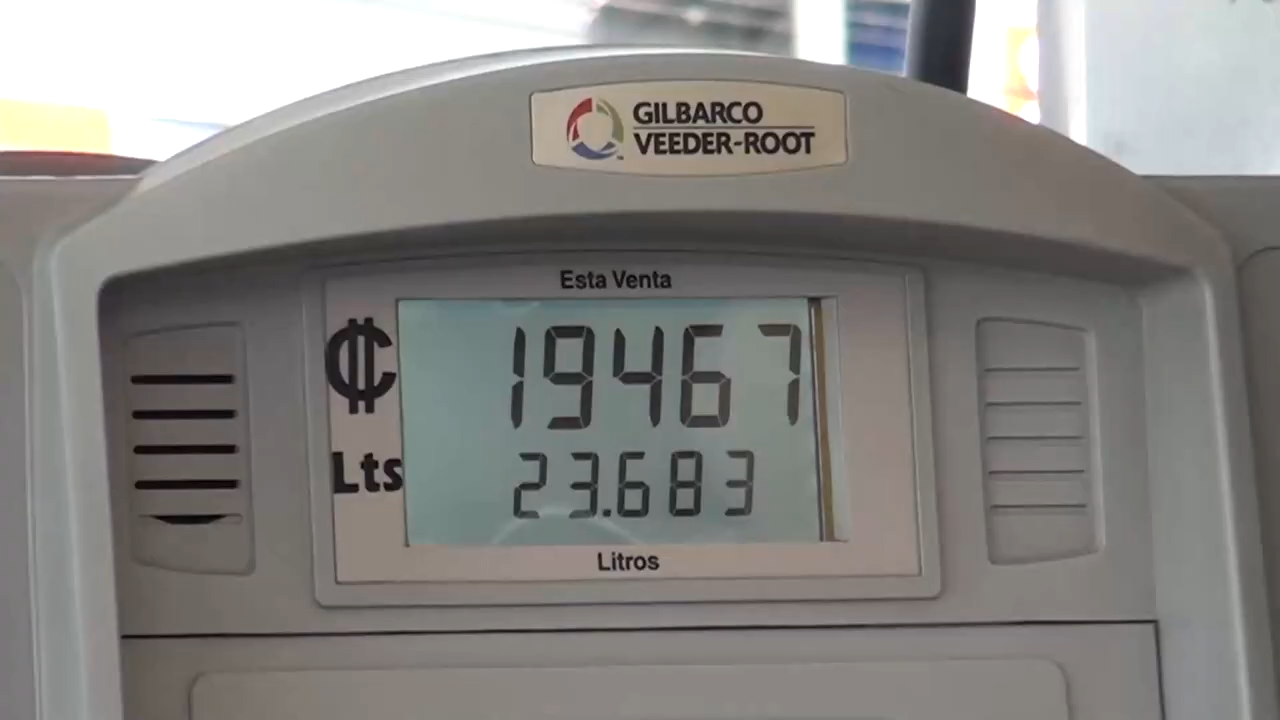 GILBARCO
VEEDER-ROOT
Esta Venta
₡ 19467
Lts 23.683
Litros